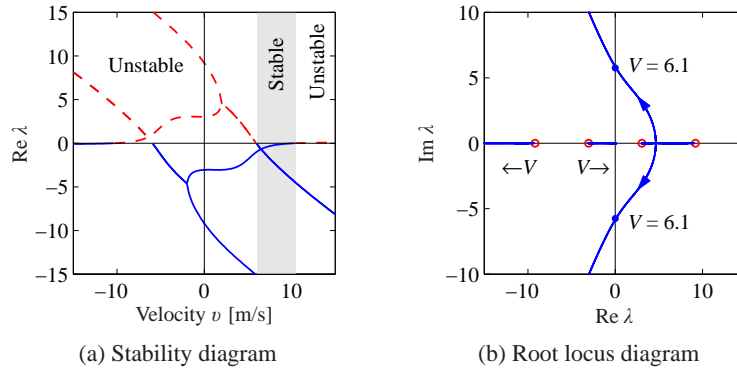 15
10
5
0
−5
−10
−15
Re λ
Unstable
Stable
Unstable
−10
0
10
Velocity υ [m/s]
(a) Stability diagram
10
5
0
−5
−10
Im λ
V = 6.1
←V
V→
V = 6.1
−10
0
10
Re λ
(b) Root locus diagram